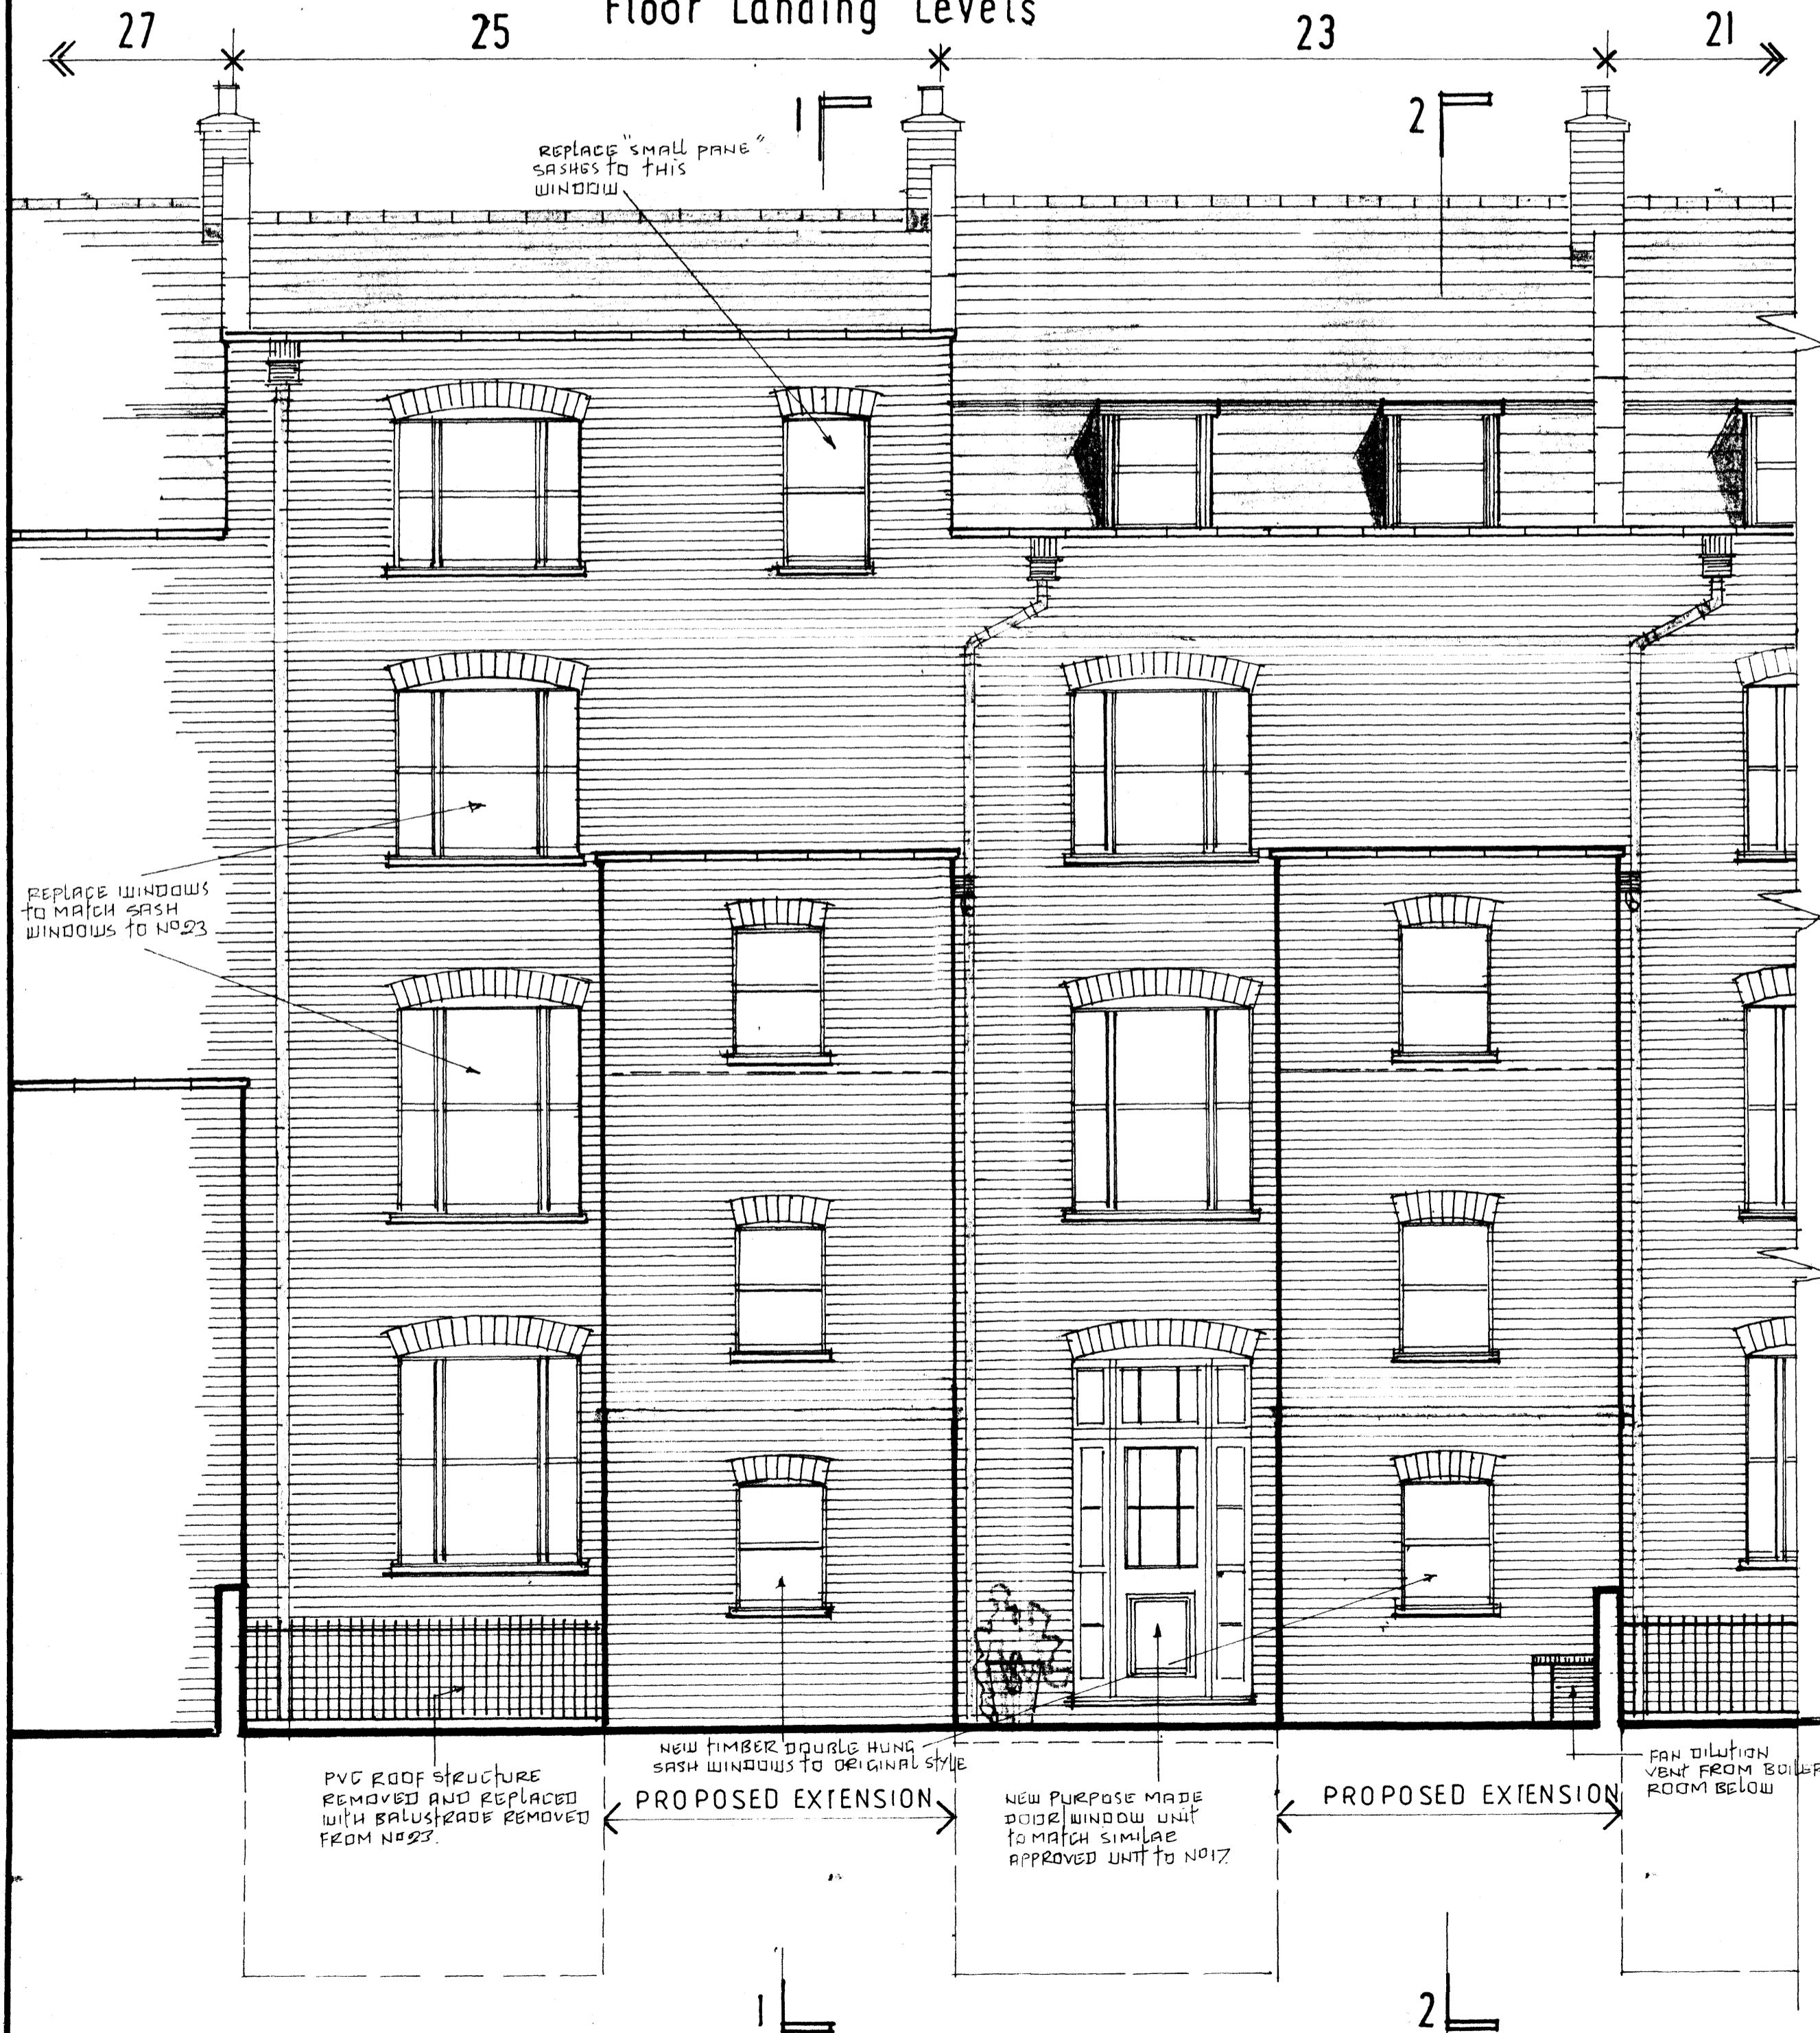 Floor Landing Levels
27
25
23
21
1
2
REPLACE "SMALL PANE"
SASHES TO THIS
WINDOW
REPLACE WINDOWS
TO MATCH SASH
WINDOWS TO Nº23
NEW TIMBER DOUBLE HUNG
SASH WINDOWS TO ORIGINAL STYLE
PVC ROOF STRUCTURE
REMOVED AND REPLACED
WITH BALUSTRADE REMOVED
FROM Nº23.
PROPOSED EXTENSION
NEW PURPOSE MADE
DOOR/WINDOW UNIT
TO MATCH SIMILAR
APPROVED UNIT TO Nº17.
PROPOSED EXTENSION
FAN DILUTION
VENT FROM BOILER
ROOM BELOW
1
2